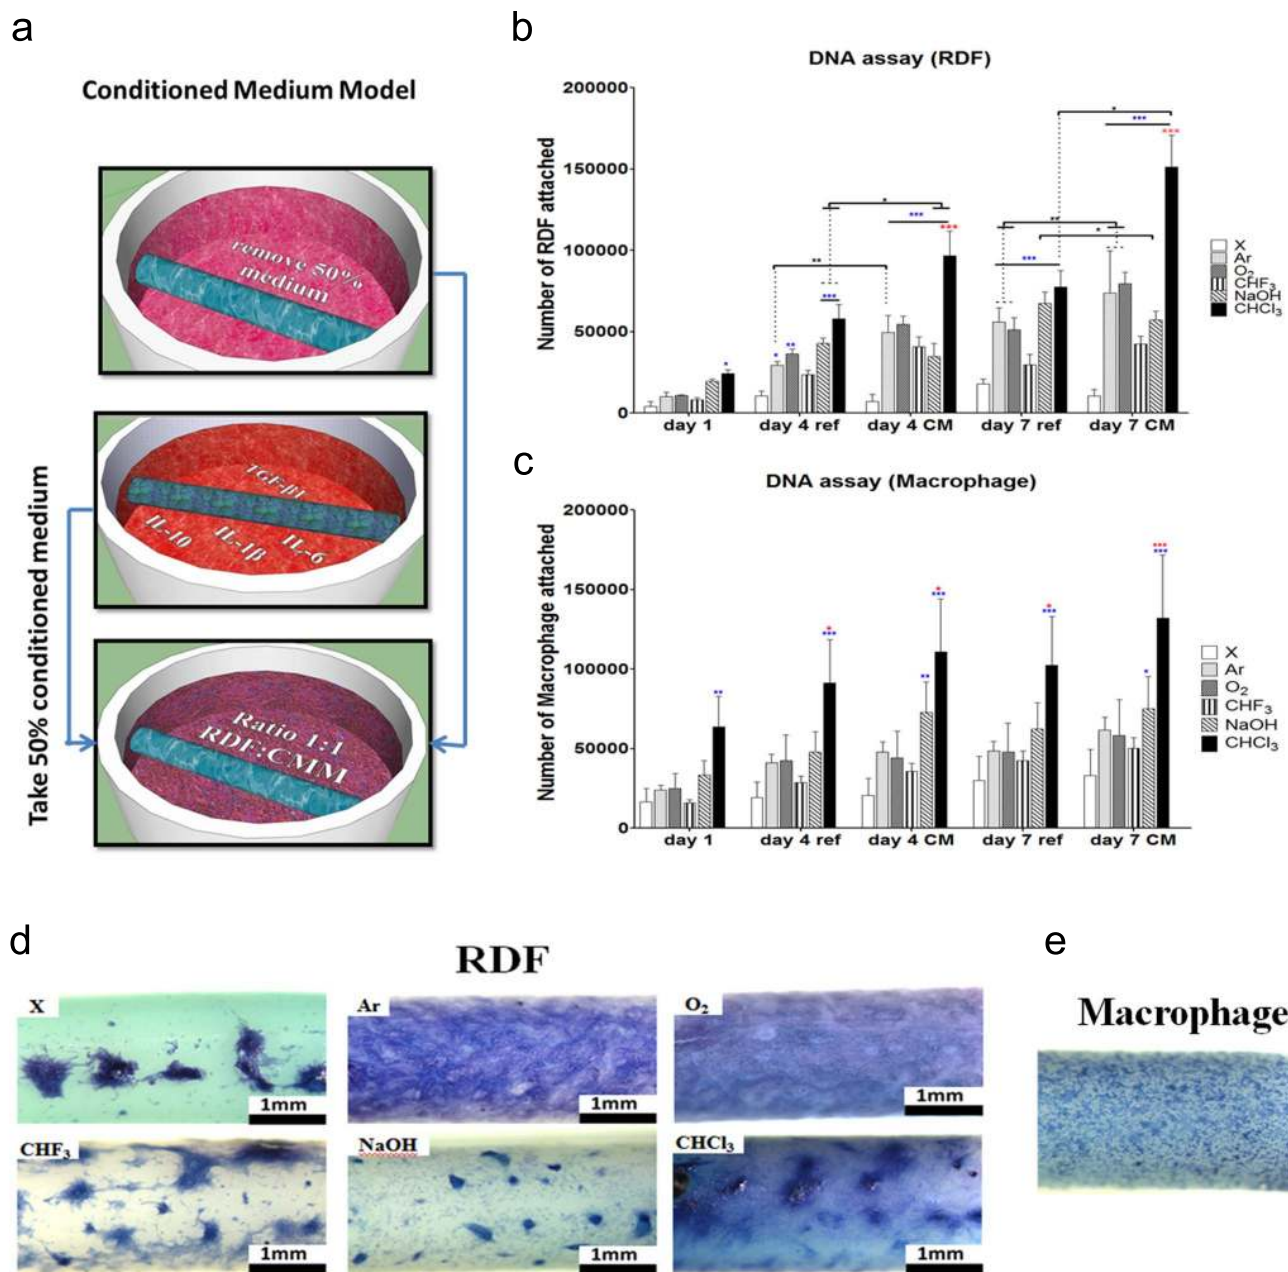 a
Conditioned Medium Model
remove 50%
medium
TGF-β1
IL-10
IL-1β
IL-6
Ratio 1:1
RDF:CMM
Take 50% conditioned medium
b
DNA assay (RDF)
Number of RDF attached
200000
150000
100000
50000
0
day 1
day 4 ref
day 4 CM
day 7 ref
day 7 CM
*
*
**
***
**
***
*
***
***
***
**
*
***
*
***
X
Ar
O₂
CHF₃
NaOH
CHCl₃
c
DNA assay (Macrophage)
Number of Macrophage attached
200000
150000
100000
50000
0
day 1
day 4 ref
day 4 CM
day 7 ref
day 7 CM
**
*
***
**
*
***
*
***
*
***
***
X
Ar
O₂
CHF₃
NaOH
CHCl₃
d
RDF
X
1mm
Ar
1mm
O₂
1mm
CHF₃
1mm
NaOH
1mm
CHCl₃
1mm
e
Macrophage